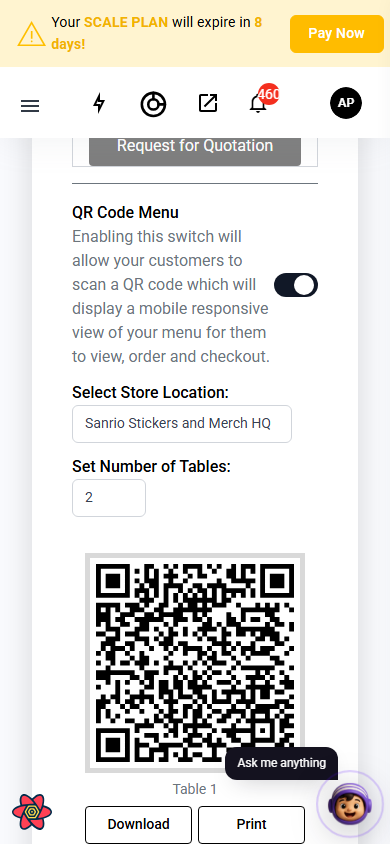 Your SCALE PLAN will expire in 8
days!
Pay Now
460
AP
Request for Quotation
QR Code Menu
Enabling this switch will
allow your customers to
scan a QR code which will
display a mobile responsive
view of your menu for them
to view, order and checkout.
Select Store Location:
Sanrio Stickers and Merch HQ
Set Number of Tables:
2
Ask me anything
Table 1
Download
Print